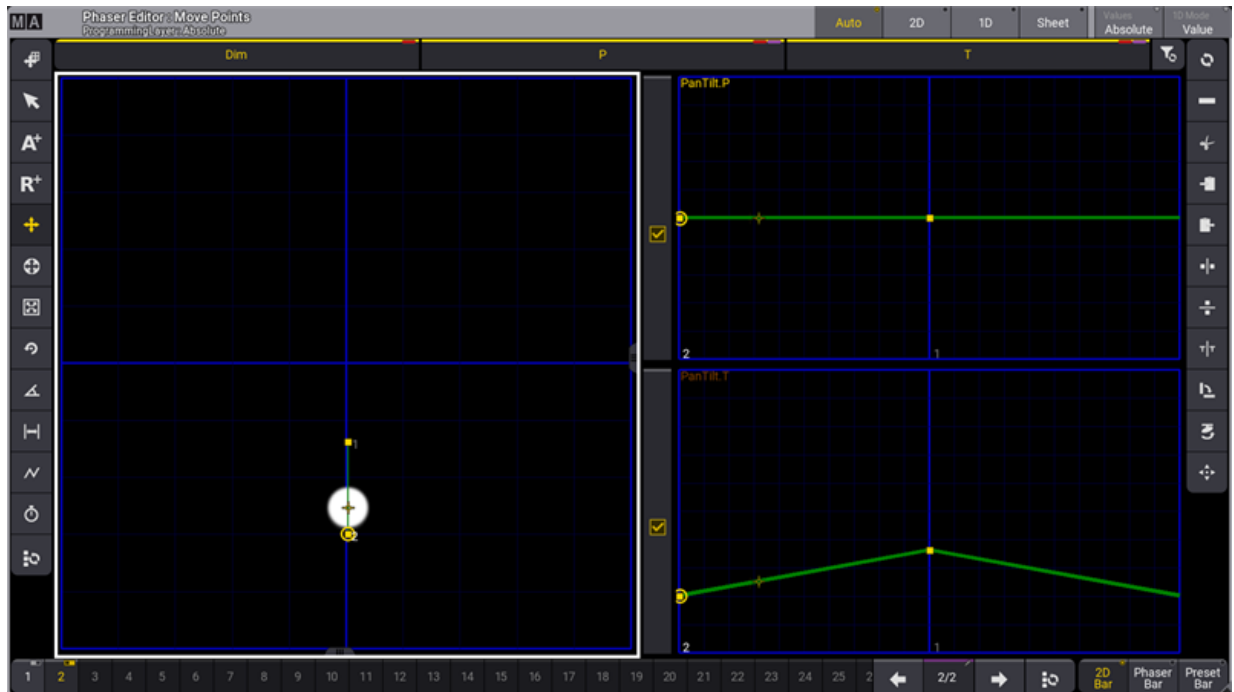 MA
Phaser Editor: Move Points
ProgrammingLayer: Absolute
Auto
2D
1D
Sheet
Values
Absolute
1D Mode
Value
Dim
P
T
A+
R+
PanTilt.P
2
1
PanTilt.T
2
1
1
2
1 2 3 4 5 6 7 8 9 10 11 12 13 14 15 16 17 18 19 20 21 22 23 24 25 2
2/2
2D
Bar
Phaser
Bar
Preset
Bar